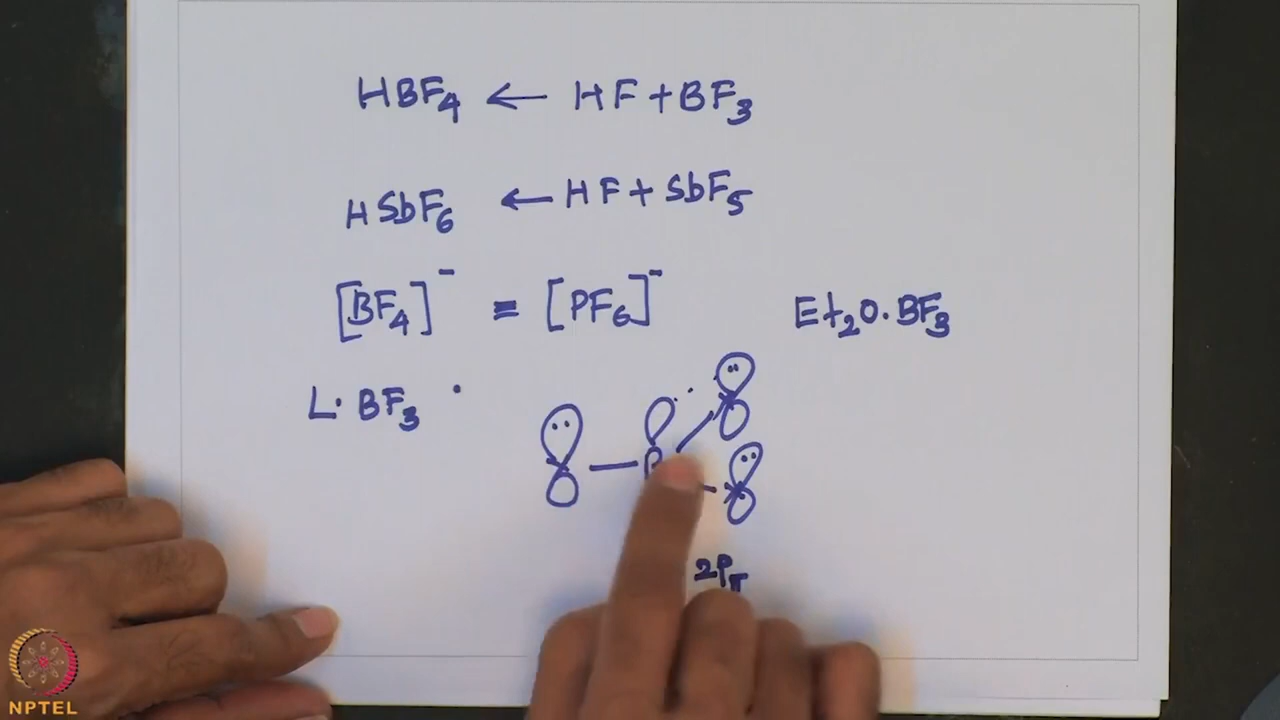 HBF₄ ← HF + BF₃
HSbF₆ ← HF + SbF₅
[BF₄]⁻ ≡ [PF₆]⁻ Et₂O·BF₃
L· BF₃
B
2Pπ
NPTEL